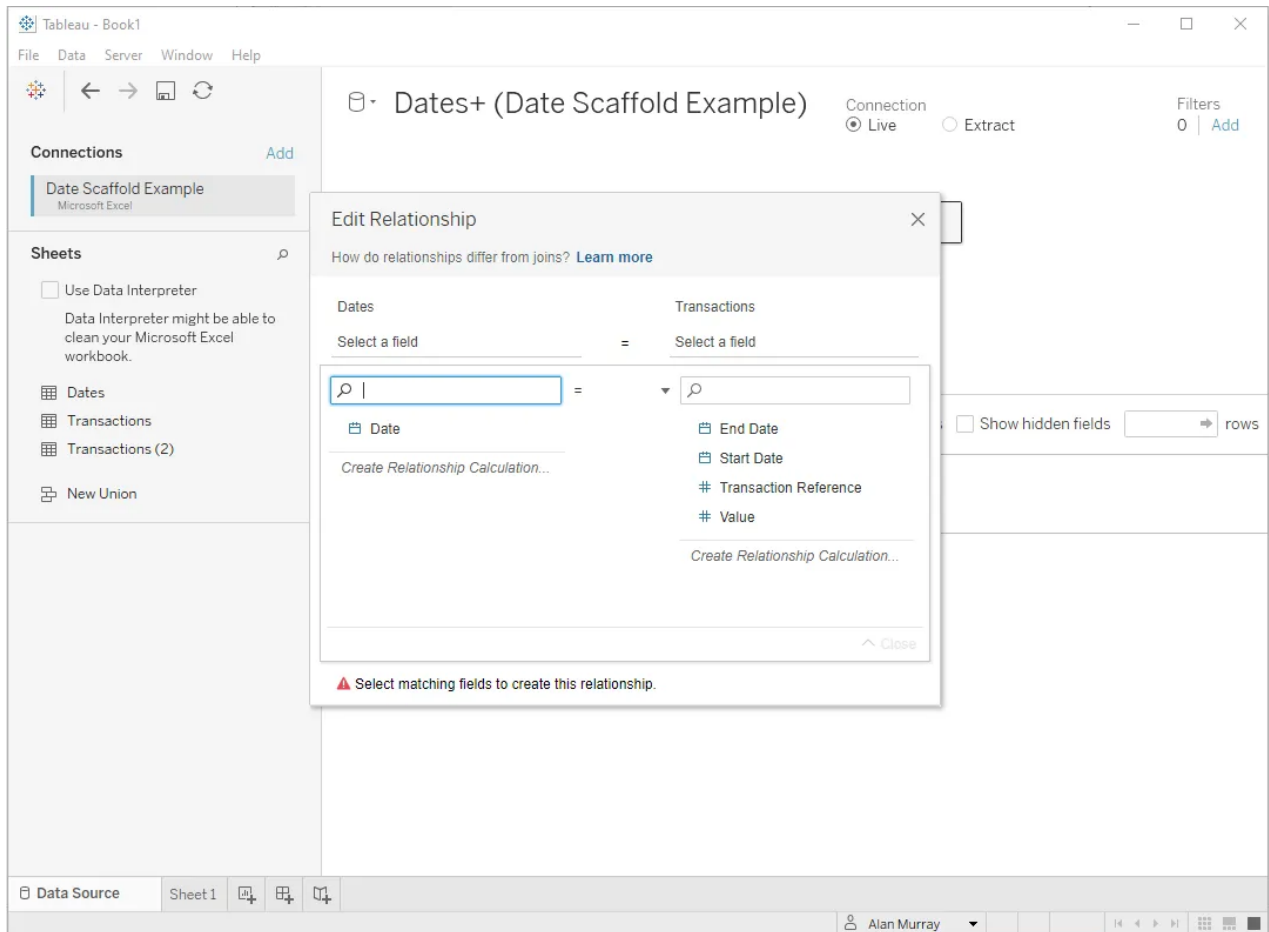 Tableau - Book1
File Data Server Window Help
Connections Add
Date Scaffold Example
Microsoft Excel
Sheets
Use Data Interpreter
Data Interpreter might be able to
clean your Microsoft Excel
workbook.
Dates
Transactions
Transactions (2)
New Union
Dates+ (Date Scaffold Example)
Connection
Live Extract
Filters
0 Add
Edit Relationship
How do relationships differ from joins? Learn more
Dates Transactions
Select a field = Select a field
=
Date
Create Relationship Calculation...
End Date
Start Date
Transaction Reference
Value
Create Relationship Calculation...
Close
Select matching fields to create this relationship.
Show hidden fields rows
Data Source Sheet 1
Alan Murray